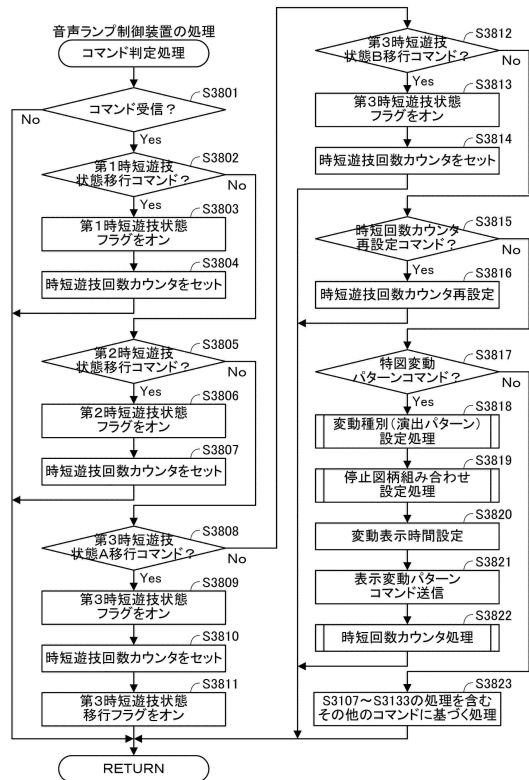 音声ランプ制御装置の処理
コマンド判定処理
S3801
コマンド受信?
No
Yes
S3802
第1時短遊技
状態移行コマンド?
No
Yes
S3803
第1時短遊技状態
フラグをオン
S3804
時短遊技回数カウンタをセット
S3805
第2時短遊技
状態移行コマンド?
No
Yes
S3806
第2時短遊技状態
フラグをオン
S3807
時短遊技回数カウンタをセット
S3808
第3時短遊技
状態A移行コマンド?
No
Yes
S3809
第3時短遊技状態
フラグをオン
S3810
時短遊技回数カウンタをセット
S3811
第3時短遊技状態
移行フラグをオン
RETURN
S3812
第3時短遊技
状態B移行コマンド?
No
Yes
S3813
第3時短遊技状態
フラグをオン
S3814
時短遊技回数カウンタをセット
S3815
時短回数カウンタ
再設定コマンド?
No
Yes
S3816
時短遊技回数カウンタ再設定
S3817
特図変動
パターンコマンド?
No
Yes
S3818
変動種別(演出パターン)
設定処理
S3819
停止図柄組み合わせ
設定処理
S3820
変動表示時間設定
S3821
表示変動パターン
コマンド送信
S3822
時短回数カウンタ処理
S3823
S3107~S3133の処理を含む
その他のコマンドに基づく処理